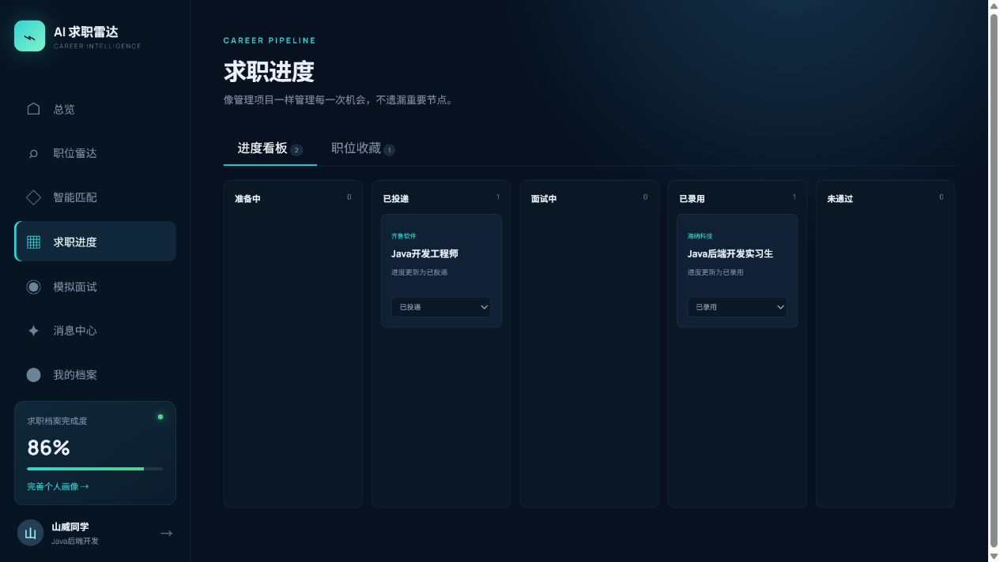 AI 求职雷达
CAREER INTELLIGENCE
总览
职位雷达
智能匹配
求职进度
模拟面试
消息中心
我的档案
求职档案完成度
86%
完善个人画像 →
山
山威同学
Java后端开发
→
CAREER PIPELINE
求职进度
像管理项目一样管理每一次机会，不遗漏重要节点。
进度看板 2
职位收藏 1
准备中 0
已投递 1
齐鲁软件
Java开发工程师
进度更新为已投递
已投递
面试中 0
已录用 1
海纳科技
Java后端开发实习生
进度更新为已录用
已录用
未通过 0